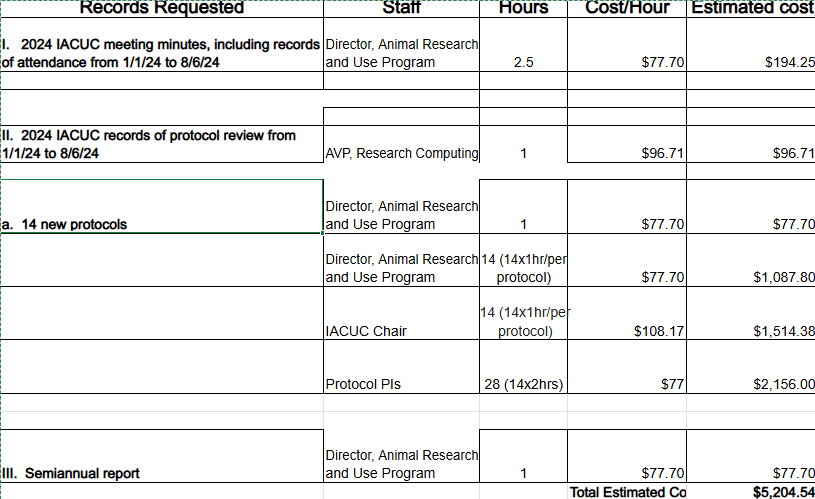 Records Requested Staff Hours Cost/Hour Estimated cost
I. 2024 IACUC meeting minutes, including records Director, Animal Research
of attendance from 1/1/24 to 8/6/24 and Use Program 2.5 $77.70 $194.25
II. 2024 IACUC records of protocol review from
1/1/24 to 8/6/24 AVP, Research Computing 1 $96.71 $96.71
Director, Animal Research
a. 14 new protocols and Use Program 1 $77.70 $77.70
Director, Animal Research 14 (14x1hr/per
and Use Program protocol) $77.70 $1,087.80
14 (14x1hr/per
IACUC Chair protocol) $108.17 $1,514.38
Protocol PIs 28 (14x2hrs) $77 $2,156.00
Director, Animal Research
III. Semiannual report and Use Program 1 $77.70 $77.70
Total Estimated Co $5,204.54